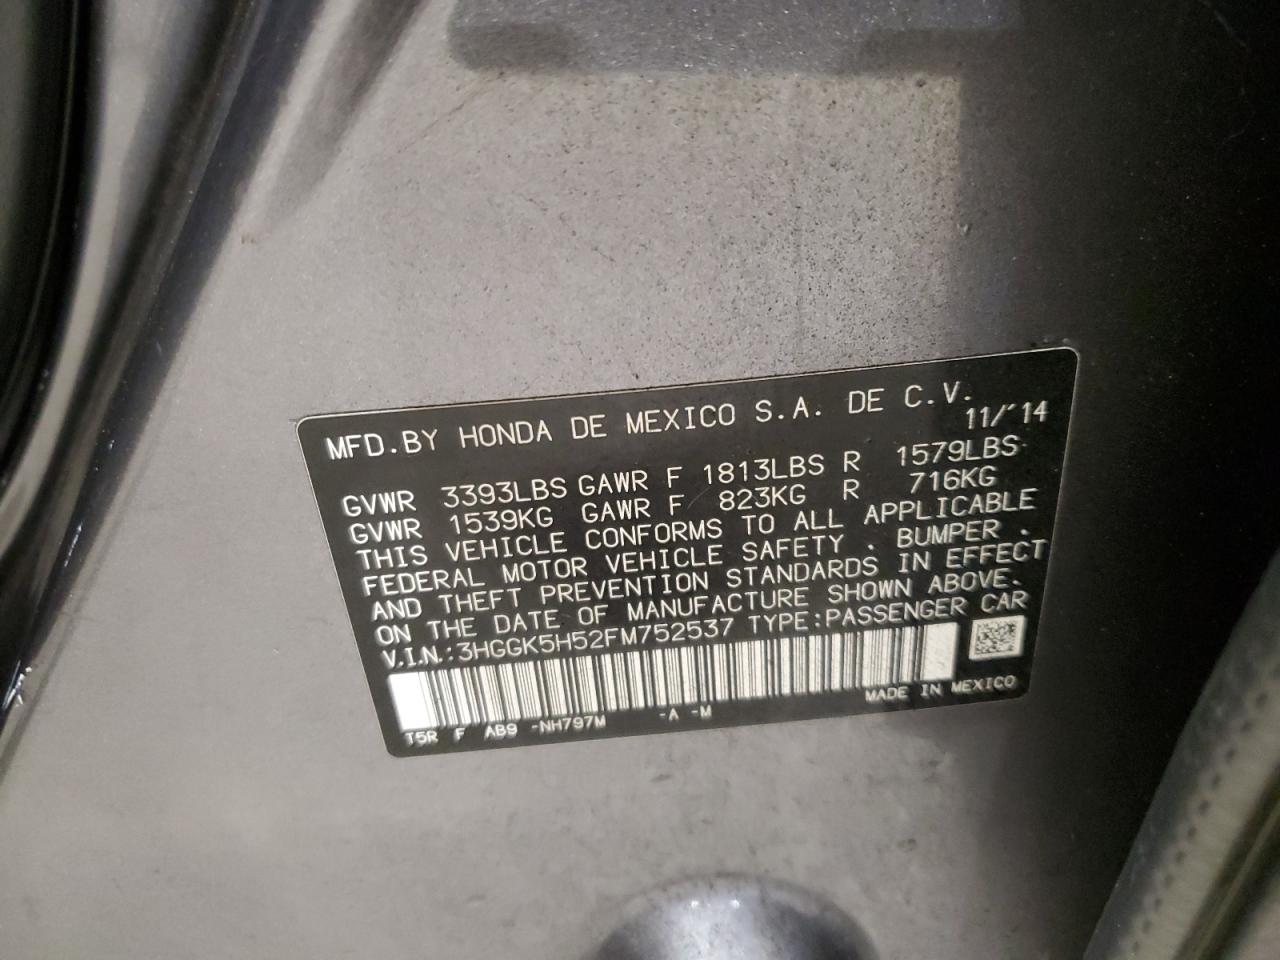 MFD.BY HONDA DE MEXICO S.A. DE C.V.
11/'14
GVWR 3393LBS GAWR F 1813LBS R 1579LBS
GVWR 1539KG GAWR F 823KG R 716KG
THIS VEHICLE CONFORMS TO ALL APPLICABLE
FEDERAL MOTOR VEHICLE SAFETY , BUMPER ,
AND THEFT PREVENTION STANDARDS IN EFFECT
ON THE DATE OF MANUFACTURE SHOWN ABOVE.
V.I.N.:3HGGK5H52FM752537 TYPE:PASSENGER CAR
MADE IN MEXICO
T5R F AB9 -NH797M -A -M